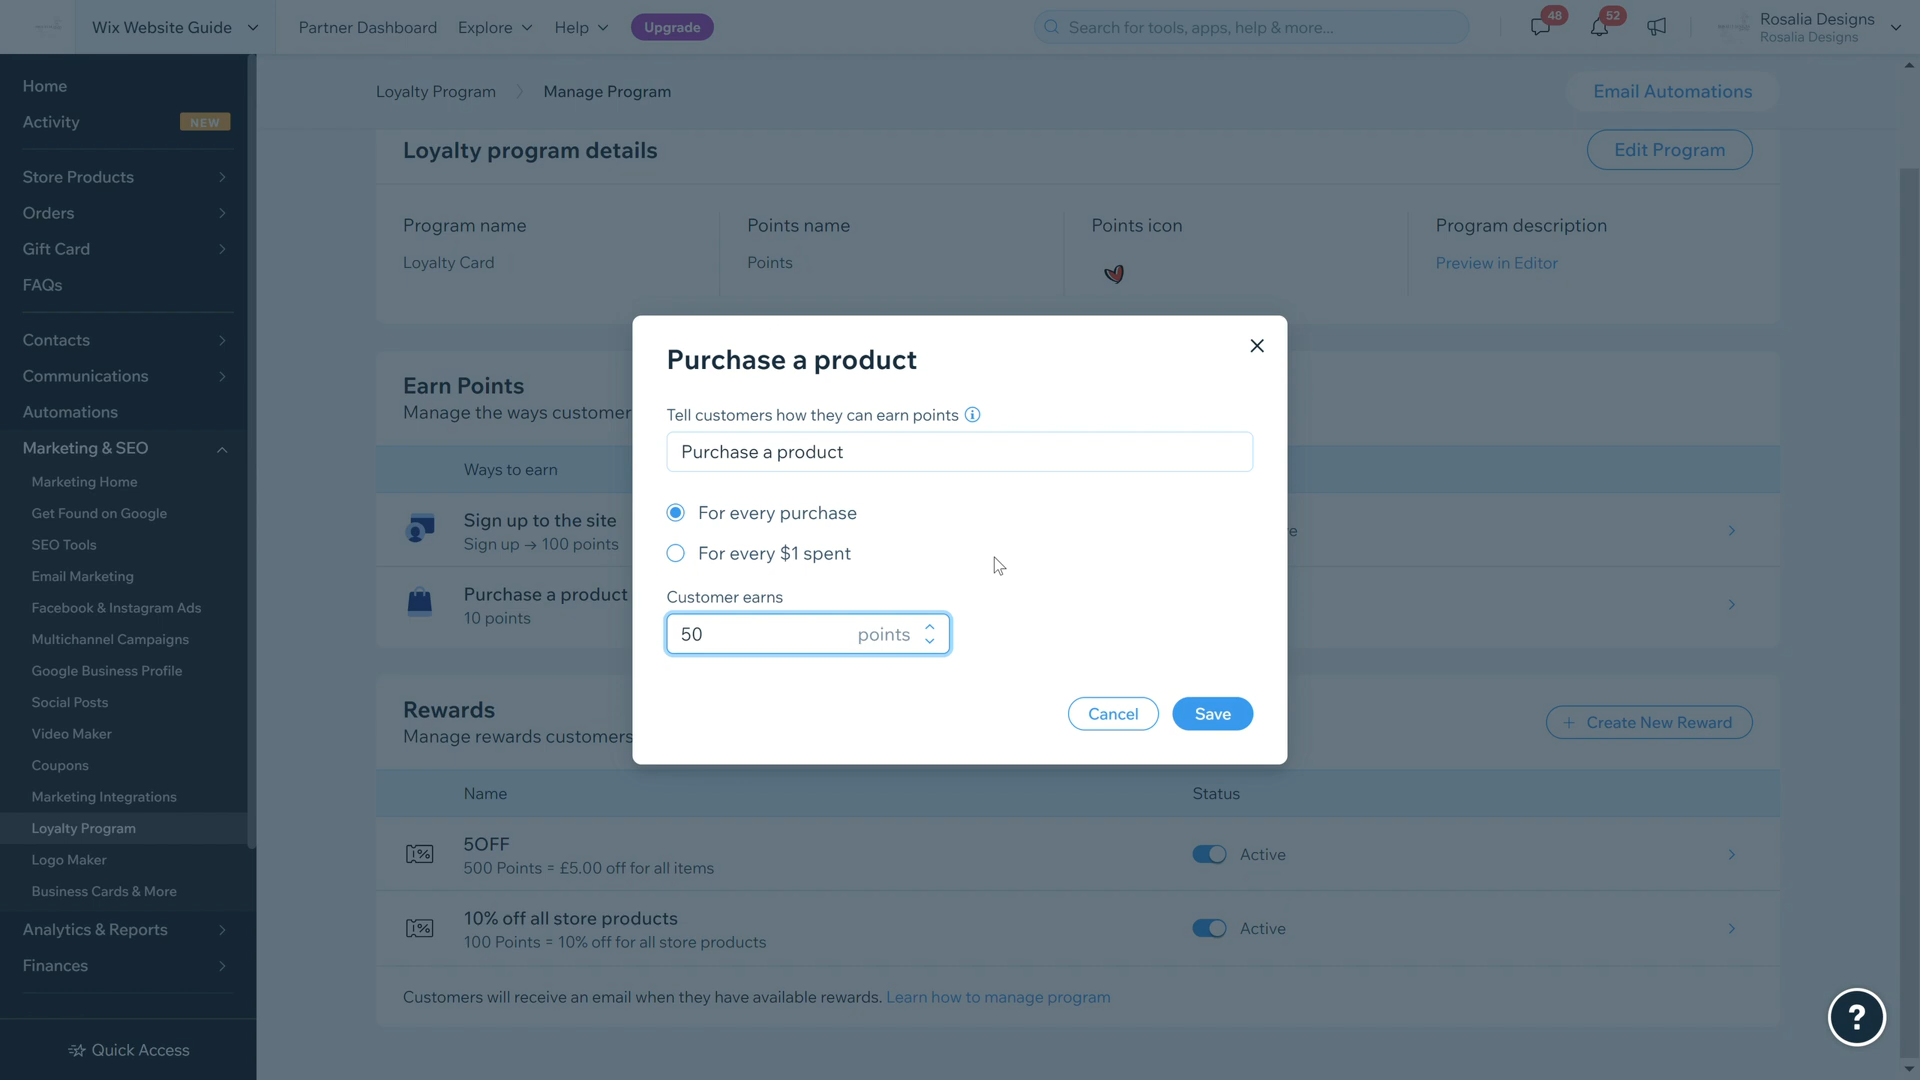 Wix Website Guide
Partner Dashboard
Explore
Help
Upgrade
Search for tools, apps, help & more...
48
52
Rosalia Designs
Rosalia Designs
Home
Activity
NEW
Store Products
Orders
Gift Card
FAQs
Contacts
Communications
Automations
Marketing & SEO
Marketing Home
Get Found on Google
SEO Tools
Email Marketing
Facebook & Instagram Ads
Multichannel Campaigns
Google Business Profile
Social Posts
Video Maker
Coupons
Marketing Integrations
Loyalty Program
Logo Maker
Business Cards & More
Analytics & Reports
Finances
Quick Access
Loyalty Program
Manage Program
Email Automations
Loyalty program details
Edit Program
Program name
Points name
Points icon
Program description
Loyalty Card
Points
Preview in Editor
Earn Points
Manage the ways customer
Ways to earn
Sign up to the site
Sign up → 100 points
Purchase a product
10 points
Purchase a product
Tell customers how they can earn points
Purchase a product
For every purchase
For every $1 spent
Customer earns
50 points
Cancel
Save
Rewards
Manage rewards customers
+ Create New Reward
Name
Status
5OFF
500 Points = £5.00 off for all items
Active
10% off all store products
100 Points = 10% off for all store products
Active
Customers will receive an email when they have available rewards. Learn how to manage program
?